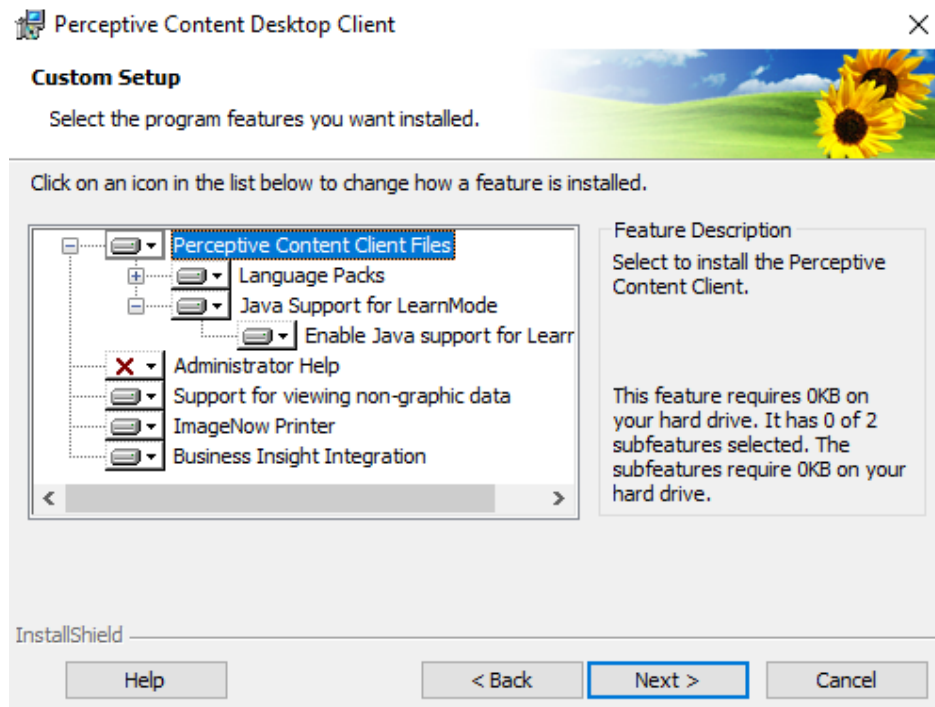 Perceptive Content Desktop Client
Custom Setup
Select the program features you want installed.
Click on an icon in the list below to change how a feature is installed.
Perceptive Content Client Files
Language Packs
Java Support for LearnMode
Enable Java support for Learr
Administrator Help
Support for viewing non-graphic data
ImageNow Printer
Business Insight Integration
Feature Description
Select to install the Perceptive
Content Client.
This feature requires 0KB on
your hard drive. It has 0 of 2
subfeatures selected. The
subfeatures require 0KB on your
hard drive.
InstallShield
Help
< Back
Next >
Cancel